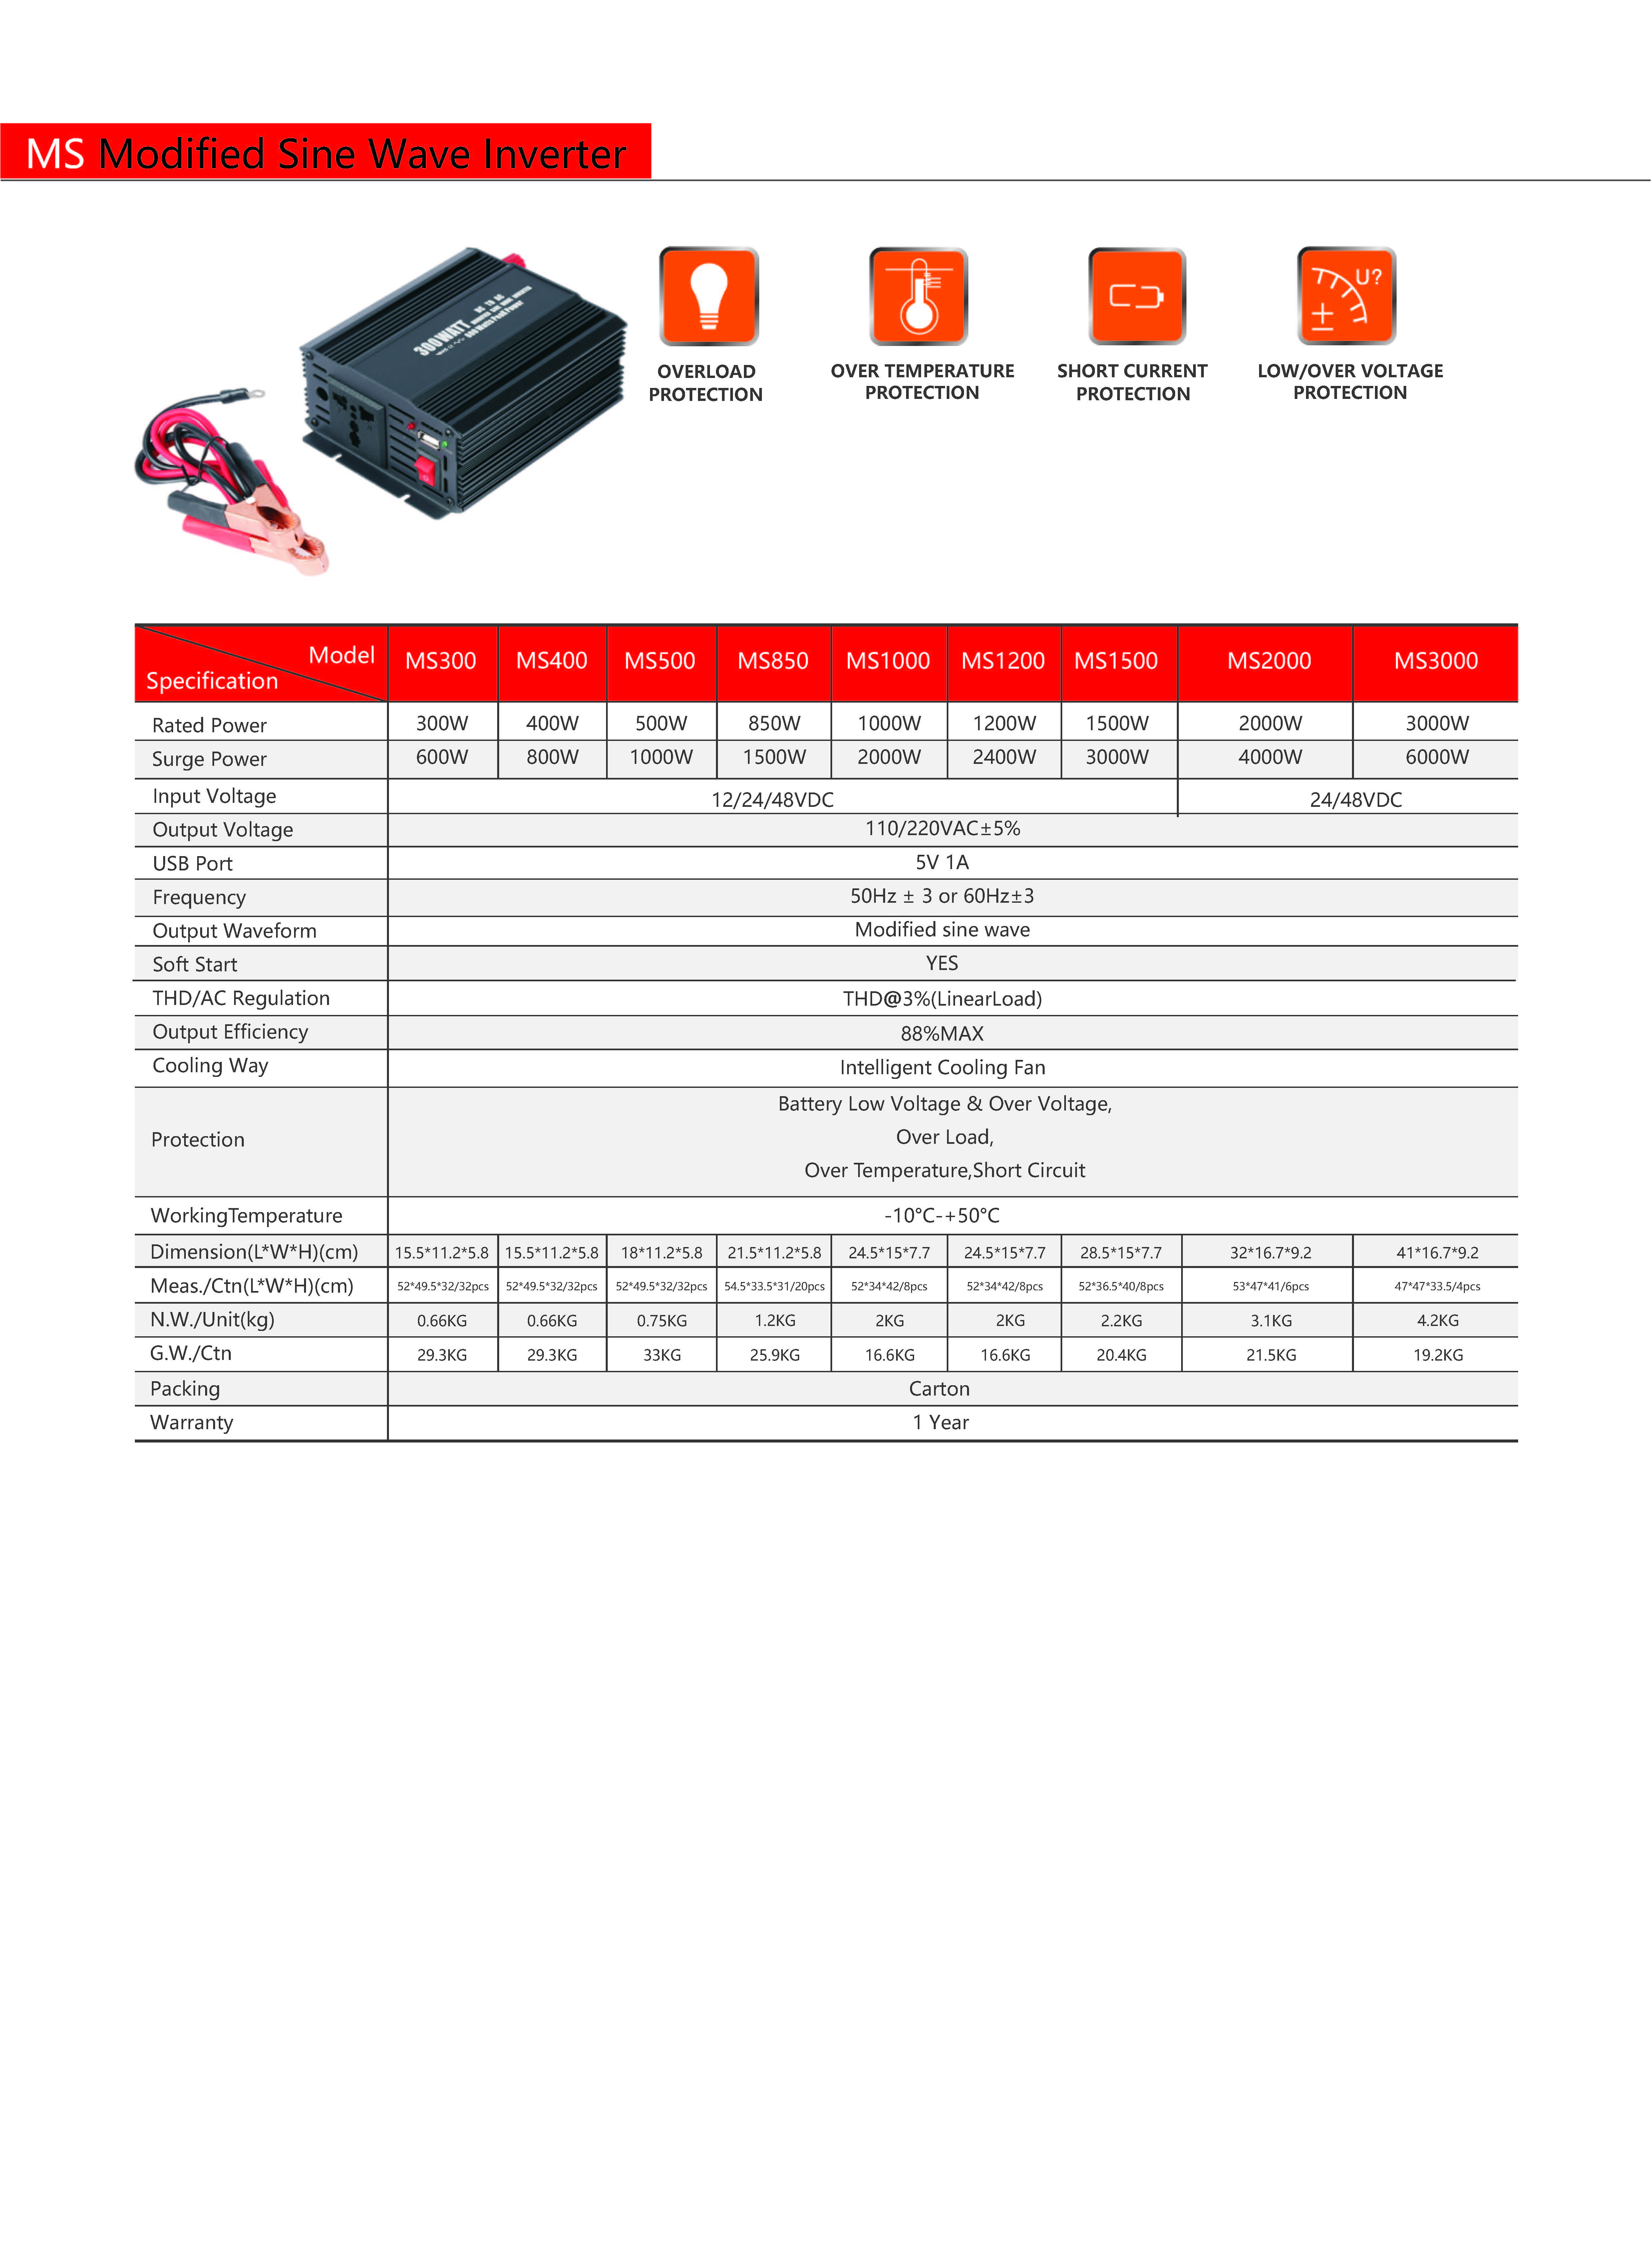 MS Modified Sine Wave Inverter
300WATT
OVERLOAD
PROTECTION
OVER TEMPERATURE
PROTECTION
SHORT CURRENT
PROTECTION
U?
LOW/OVER VOLTAGE
PROTECTION
Model
Specification
MS300 MS400 MS500 MS850 MS1000 MS1200 MS1500 MS2000 MS3000
Rated Power 300W 400W 500W 850W 1000W 1200W 1500W 2000W 3000W
Surge Power 600W 800W 1000W 1500W 2000W 2400W 3000W 4000W 6000W
Input Voltage 12/24/48VDC 24/48VDC
Output Voltage 110/220VAC±5%
USB Port 5V 1A
Frequency 50Hz ± 3 or 60Hz±3
Output Waveform Modified sine wave
Soft Start YES
THD/AC Regulation THD@3%(LinearLoad)
Output Efficiency 88%MAX
Cooling Way Intelligent Cooling Fan
Protection
Battery Low Voltage & Over Voltage,
Over Load,
Over Temperature,Short Circuit
WorkingTemperature -10°C-+50°C
Dimension(L*W*H)(cm) 15.5*11.2*5.8 15.5*11.2*5.8 18*11.2*5.8 21.5*11.2*5.8 24.5*15*7.7 24.5*15*7.7 28.5*15*7.7 32*16.7*9.2 41*16.7*9.2
Meas./Ctn(L*W*H)(cm) 52*49.5*32/32pcs 52*49.5*32/32pcs 52*49.5*32/32pcs 54.5*33.5*31/20pcs 52*34*42/8pcs 52*34*42/8pcs 52*36.5*40/8pcs 53*47*41/6pcs 47*47*33.5/4pcs
N.W./Unit(kg) 0.66KG 0.66KG 0.75KG 1.2KG 2KG 2KG 2.2KG 3.1KG 4.2KG
G.W./Ctn 29.3KG 29.3KG 33KG 25.9KG 16.6KG 16.6KG 20.4KG 21.5KG 19.2KG
Packing Carton
Warranty 1 Year